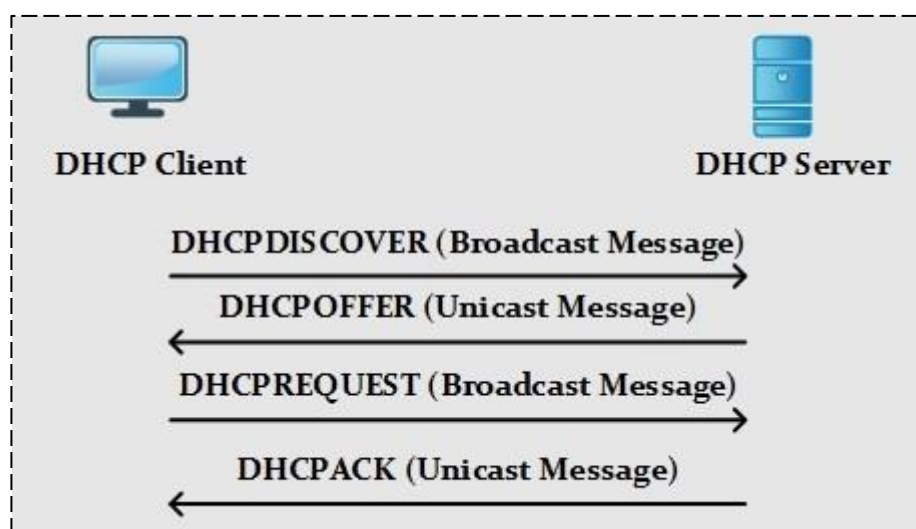 DHCP Client
DHCP Server
DHCPDISCOVER (Broadcast Message)
DHCPOFFER (Unicast Message)
DHCPREQUEST (Broadcast Message)
DHCPACK (Unicast Message)